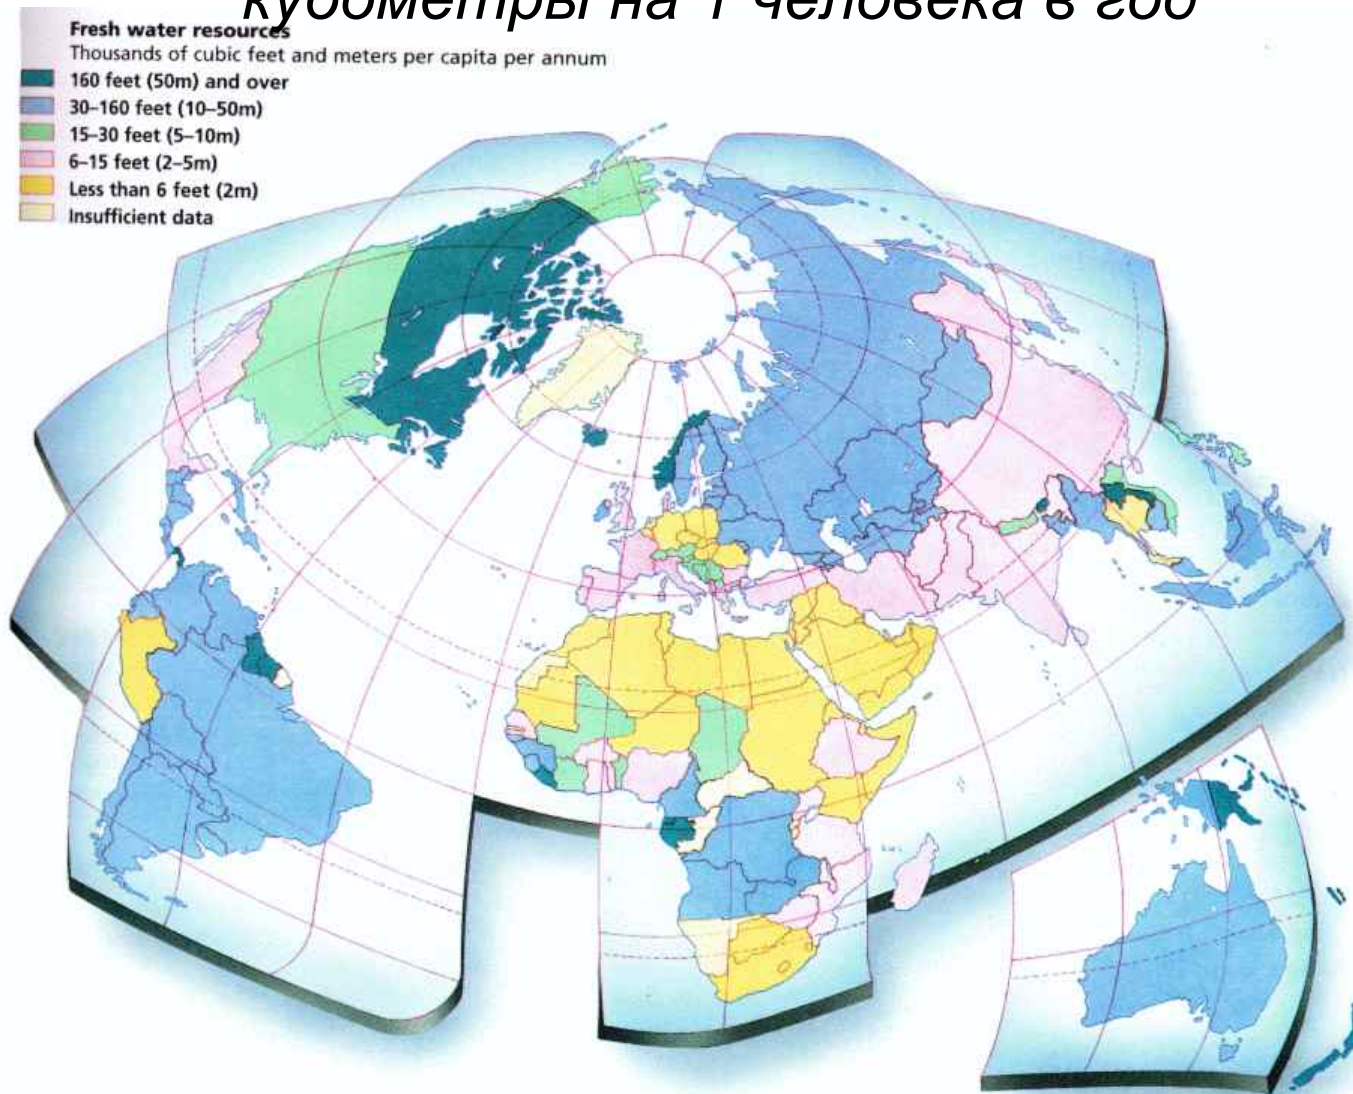 кубометры на 1 человека в год
Fresh water resources
Thousands of cubic feet and meters per capita per annum
160 feet (50m) and over
30–160 feet (10–50m)
15–30 feet (5–10m)
6–15 feet (2–5m)
Less than 6 feet (2m)
Insufficient data